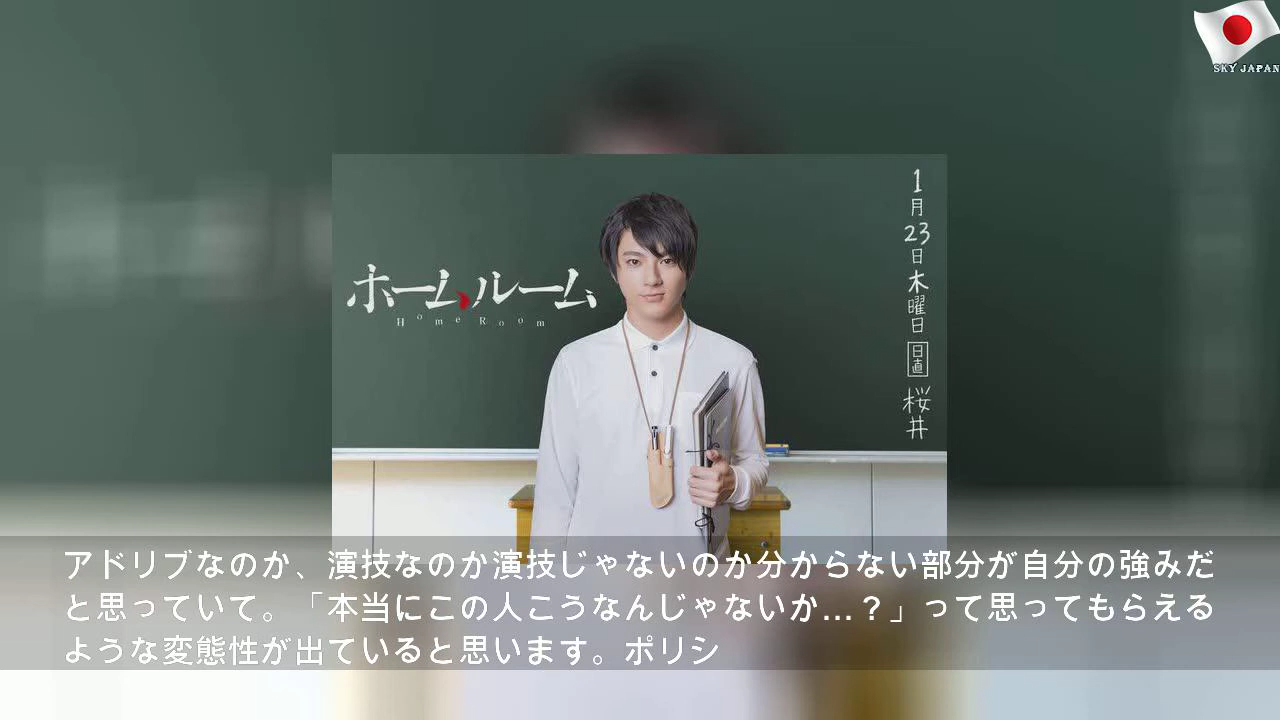 SKY JAPAN
ホームルーム
HomeRoom
1月23日木曜日
日直
桜井
アドリブなのか、演技なのか演技じゃないのか分からない部分が自分の強みだ
と思っていて。「本当にこの人こうなんじゃないか...？」って思ってもらえる
ような変態性が出ていると思います。ポリシ